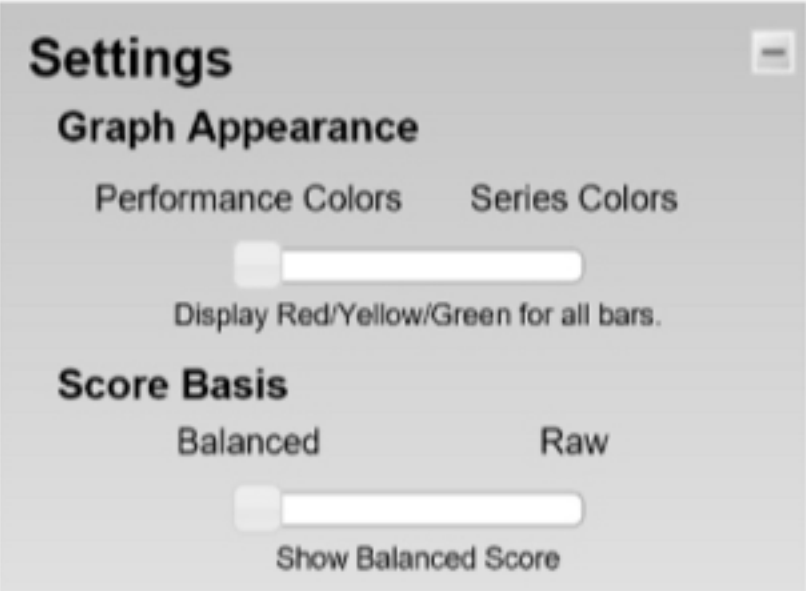 Settings
Graph Appearance
Performance Colors Series Colors
Display Red/Yellow/Green for all bars.
Score Basis
Balanced Raw
Show Balanced Score